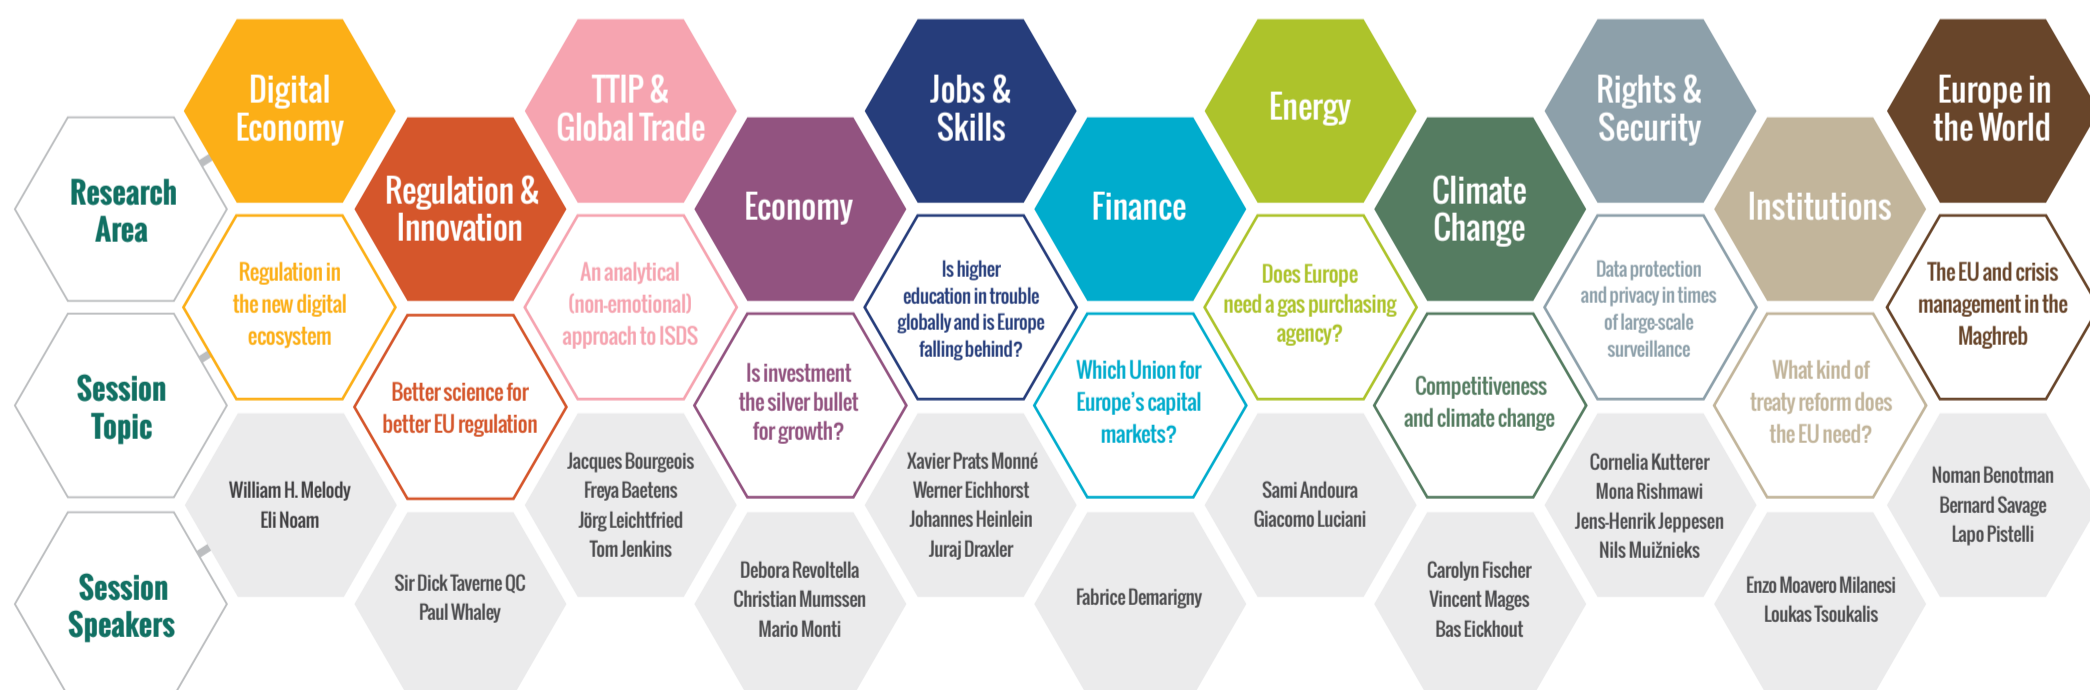 Research
Area
Session
Topic
Session
Speakers
Digital
Economy
Regulation in
the new digital
ecosystem
William H. Melody
Eli Noam
Regulation &
Innovation
Better science for
better EU regulation
Sir Dick Taverne QC
Paul Whaley
TTIP &
Global Trade
An analytical
(non-emotional)
approach to ISDS
Jacques Bourgeois
Freya Baetens
Jörg Leichtfried
Tom Jenkins
Economy
Is investment
the silver bullet
for growth?
Debora Revoltella
Christian Mumssen
Mario Monti
Jobs &
Skills
Is higher
education in trouble
globally and is Europe
falling behind?
Xavier Prats Monné
Werner Eichhorst
Johannes Heinlein
Juraj Draxler
Finance
Which Union for
Europe's capital
markets?
Fabrice Demarigny
Energy
Does Europe
need a gas purchasing
agency?
Sami Andoura
Giacomo Luciani
Climate
Change
Competitiveness
and climate change
Carolyn Fischer
Vincent Mages
Bas Eickhout
Rights &
Security
Data protection
and privacy in times
of large-scale
surveillance
Cornelia Kutterer
Mona Rishmawi
Jens-Henrik Jeppesen
Nils Muižnieks
Institutions
What kind of
treaty reform does
the EU need?
Enzo Moavero Milanesi
Loukas Tsoukalis
Europe in
the World
The EU and crisis
management in the
Maghreb
Noman Benotman
Bernard Savage
Lapo Pistelli